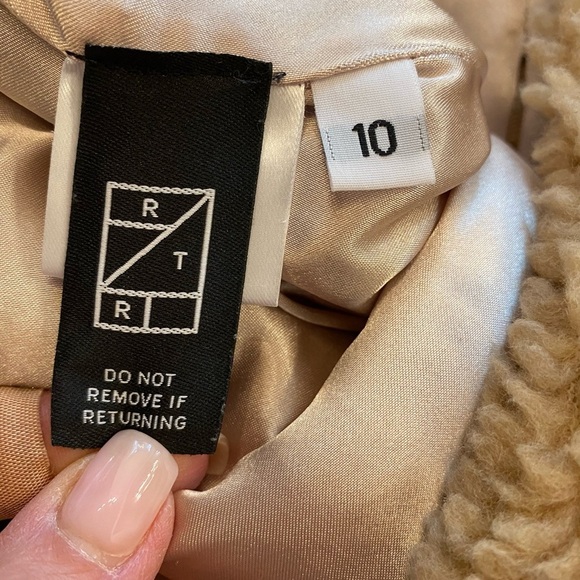 R
T
R
DO NOT
REMOVE IF
RETURNING
10